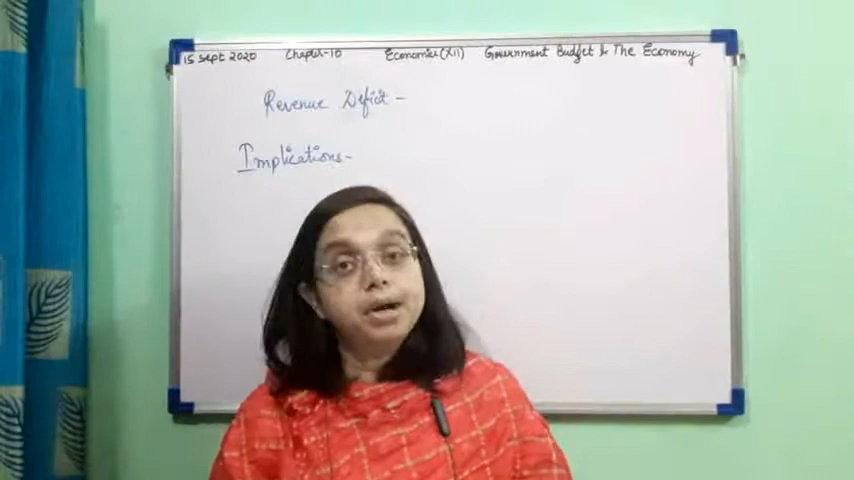 15 Sept 2020 Chapter-10 Economics(XII) Government Budget & The Economy
Revenue Deficit -
Implications-